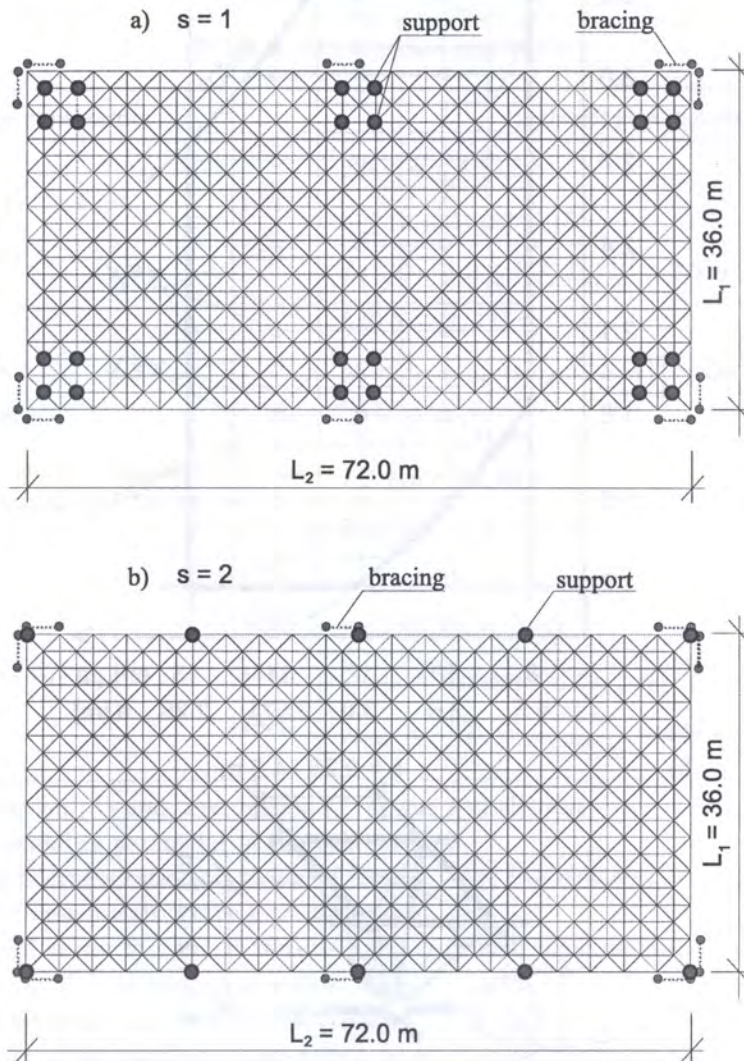 a) s = 1
support
bracing
L₁ = 36.0 m
L₂ = 72.0 m
b) s = 2
bracing
support
L₁ = 36.0 m
L₂ = 72.0 m